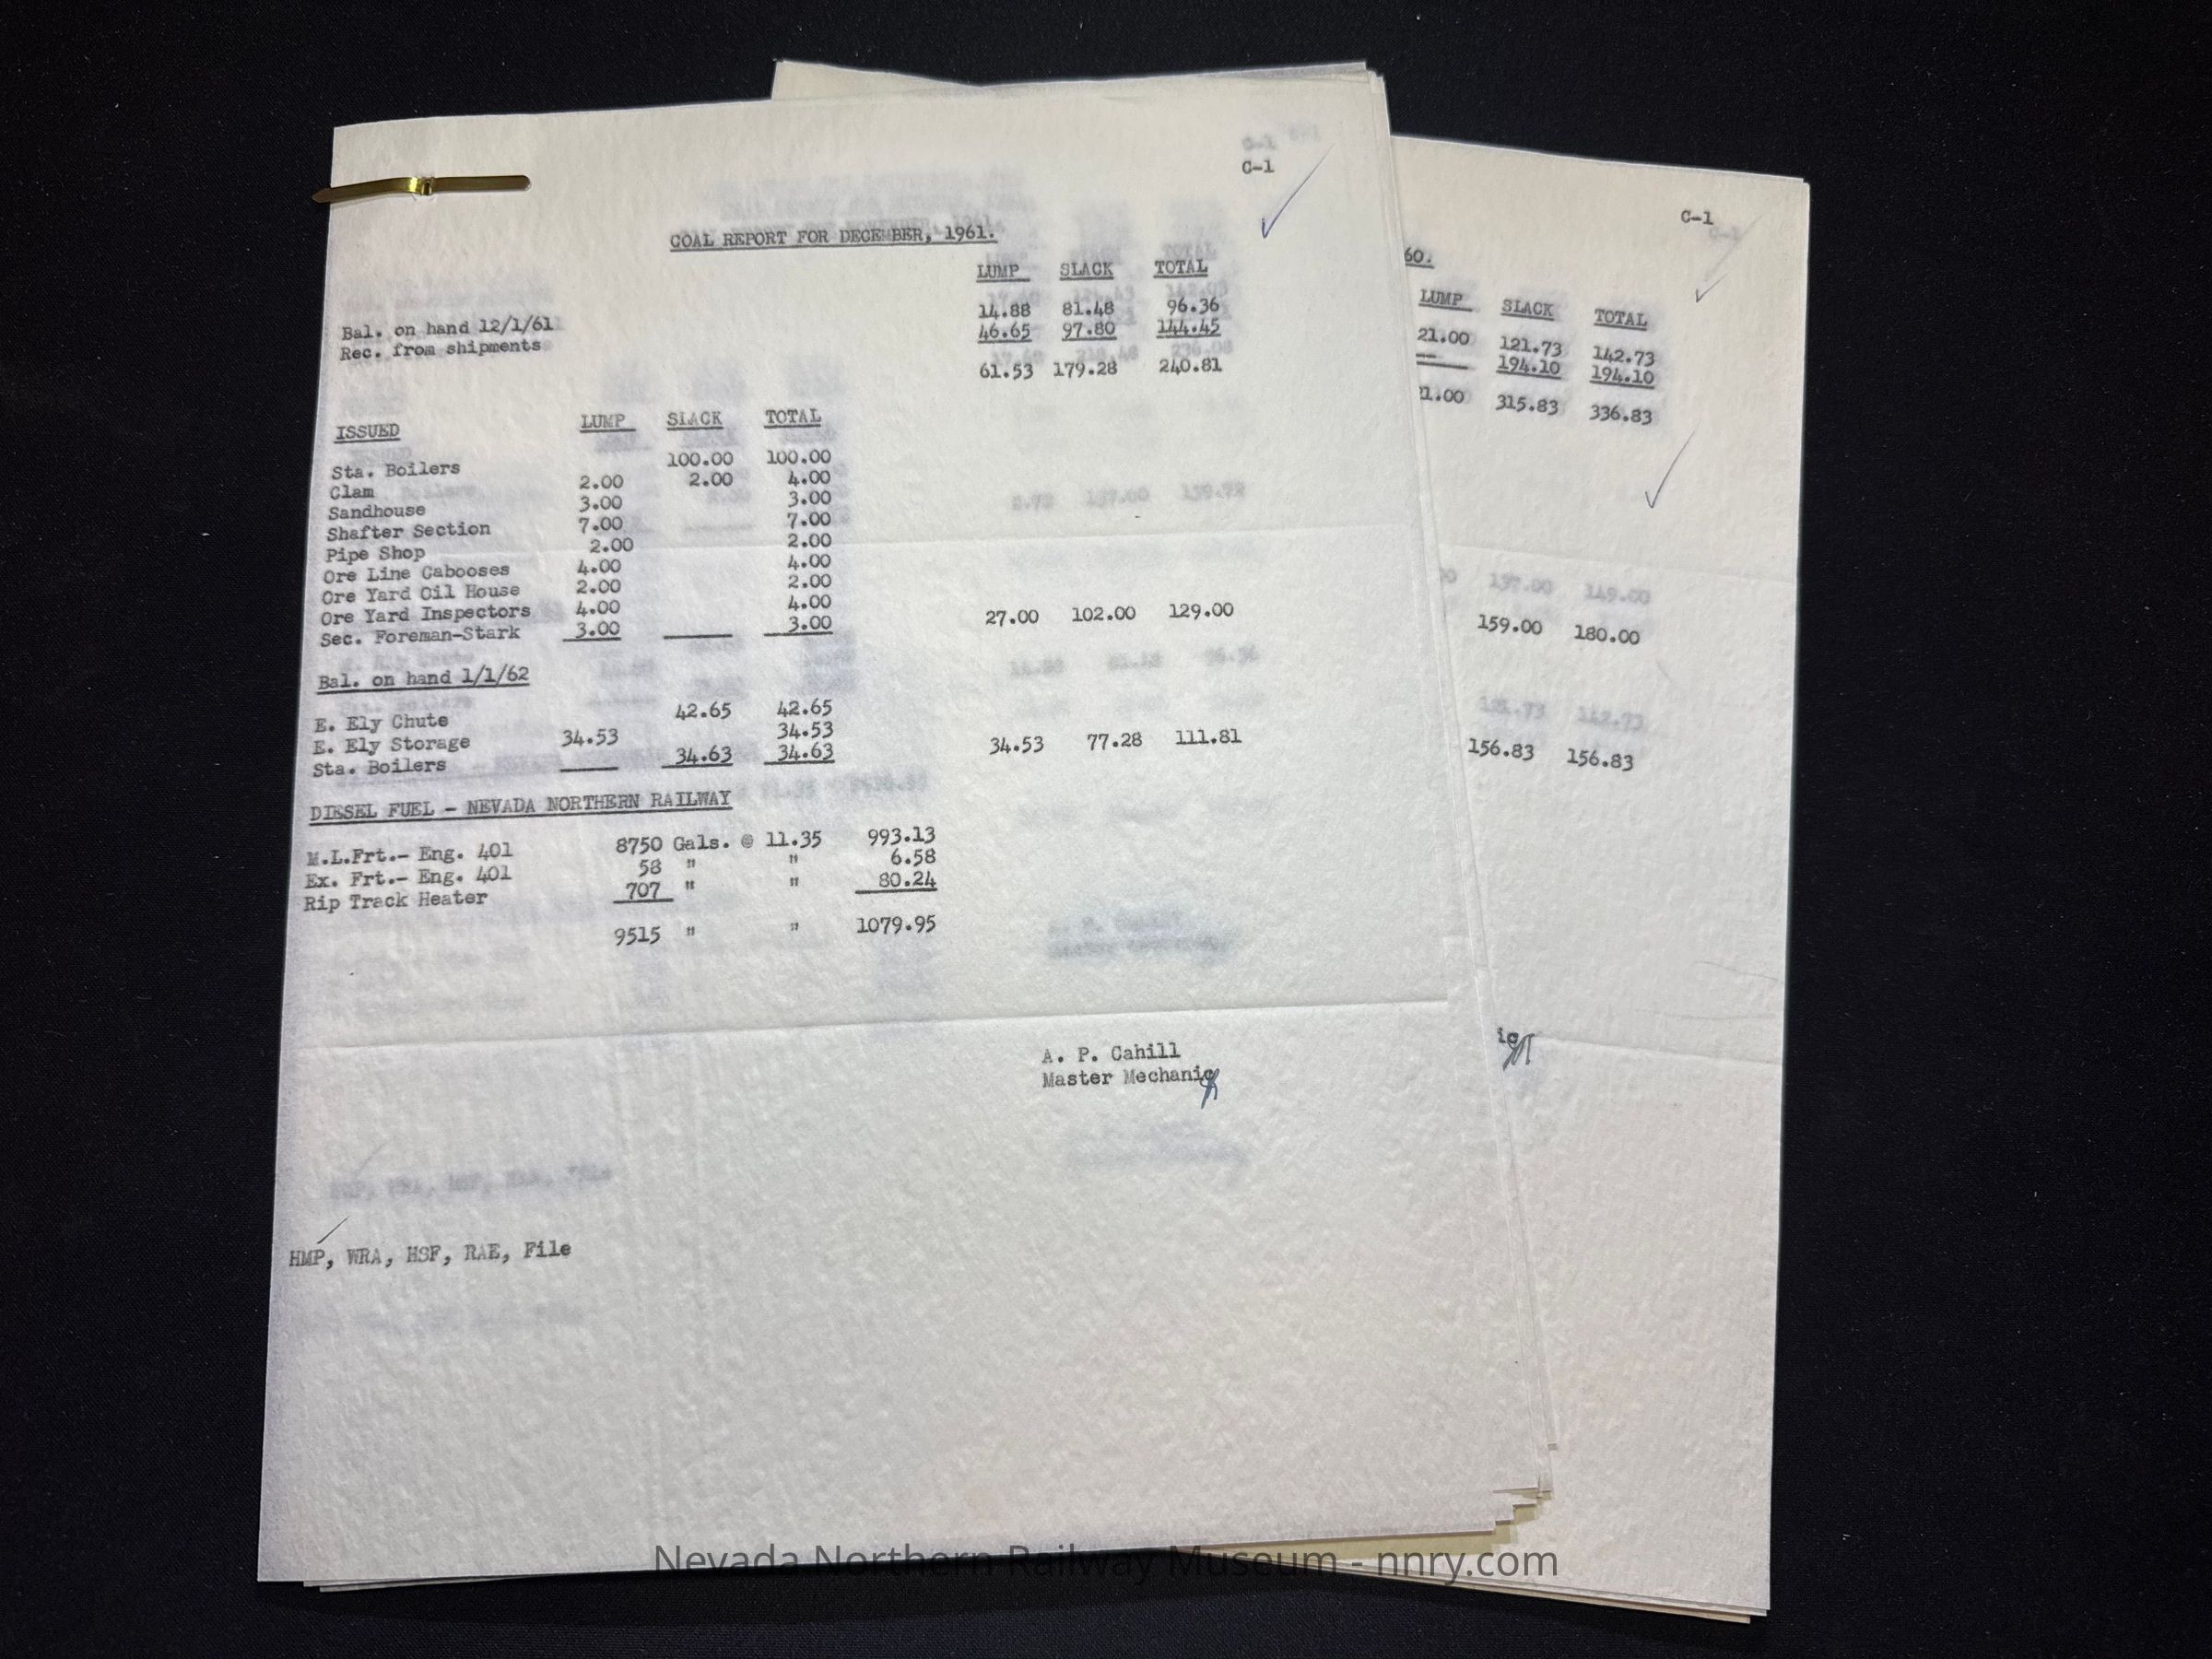 C-1
COAL REPORT FOR DECEMBER, 1961.
LUMP SLACK TOTAL
Bal. on hand 12/1/61 14.88 81.48 96.36
Rec. from shipments 46.65 97.80 144.45
61.53 179.28 240.81
ISSUED LUMP SLACK TOTAL
Sta. Boilers 100.00 100.00
Clam 2.00 2.00 4.00
Sandhouse 3.00 3.00
Shafter Section 7.00 7.00
Pipe Shop 2.00 2.00
Ore Line Cabooses 4.00 4.00
Ore Yard Oil House 2.00 2.00
Ore Yard Inspectors 4.00 4.00
Sec. Foreman-Stark 3.00 3.00 27.00 102.00 129.00
Bal. on hand 1/1/62
E. Ely Chute 42.65 42.65
E. Ely Storage 34.53 34.53
Sta. Boilers 34.63 34.63 34.53 77.28 111.81
DIESEL FUEL - NEVADA NORTHERN RAILWAY
M.L.Frt.- Eng. 401 8750 Gals. @ 11.35 993.13
Ex. Frt.- Eng. 401 58 " " 6.58
Rip Track Heater 707 " " 80.24
9515 " " 1079.95
A. P. Cahill
Master Mechanic
HMP, WRA, HSF, RAE, File
C-1
60.
LUMP SLACK TOTAL
21.00 121.73 142.73
194.10 194.10
21.00 315.83 336.83
159.00 180.00
156.83 156.83
ic
Nevada Northern Railway Museum - nnry.com